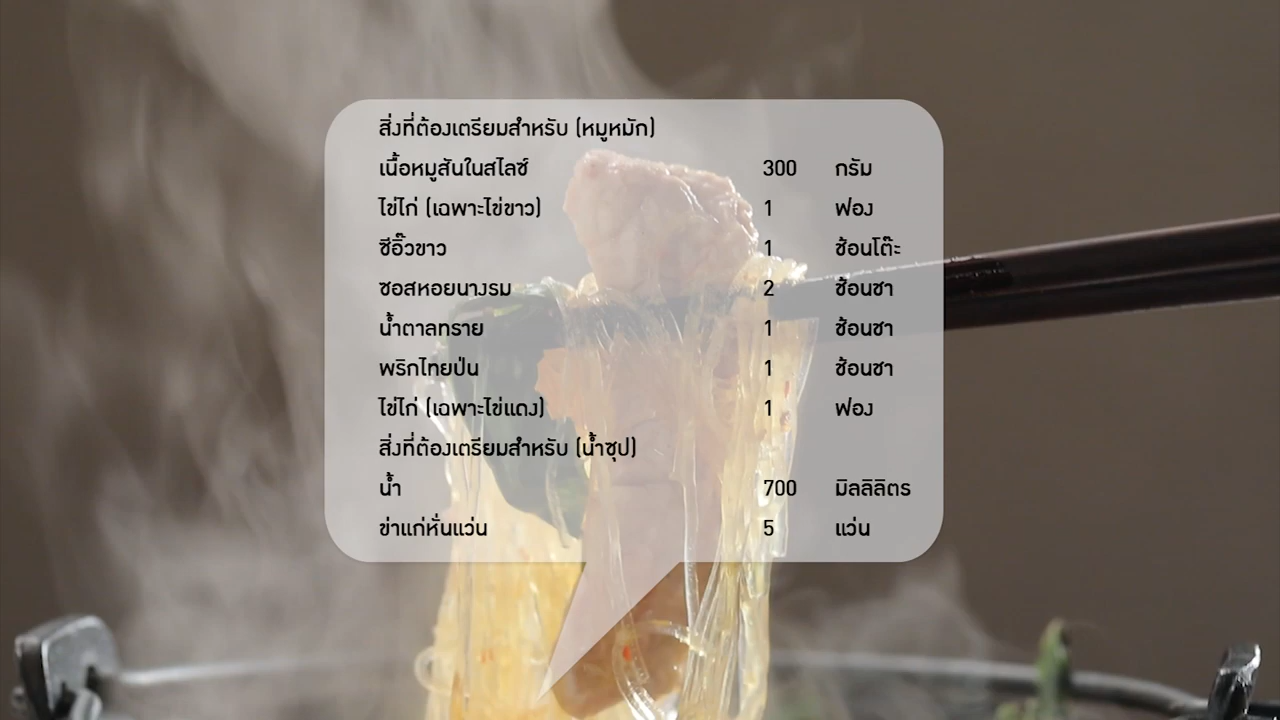 สิ่งที่ต้องเตรียมสำหรับ (หมูหมัก)
เนื้อหมูสันในสไลซ์ 300 กรัม
ไข่ไก่ (เฉพาะไข่ขาว) 1 ฟอง
ซีอิ๊วขาว 1 ช้อนโต๊ะ
ซอสหอยนางรม 2 ช้อนชา
น้ำตาลทราย 1 ช้อนชา
พริกไทยป่น 1 ช้อนชา
ไข่ไก่ (เฉพาะไข่แดง) 1 ฟอง
สิ่งที่ต้องเตรียมสำหรับ (น้ำซุป)
น้ำ 700 มิลลิลิตร
ข่าแก่หั่นแว่น 5 แว่น